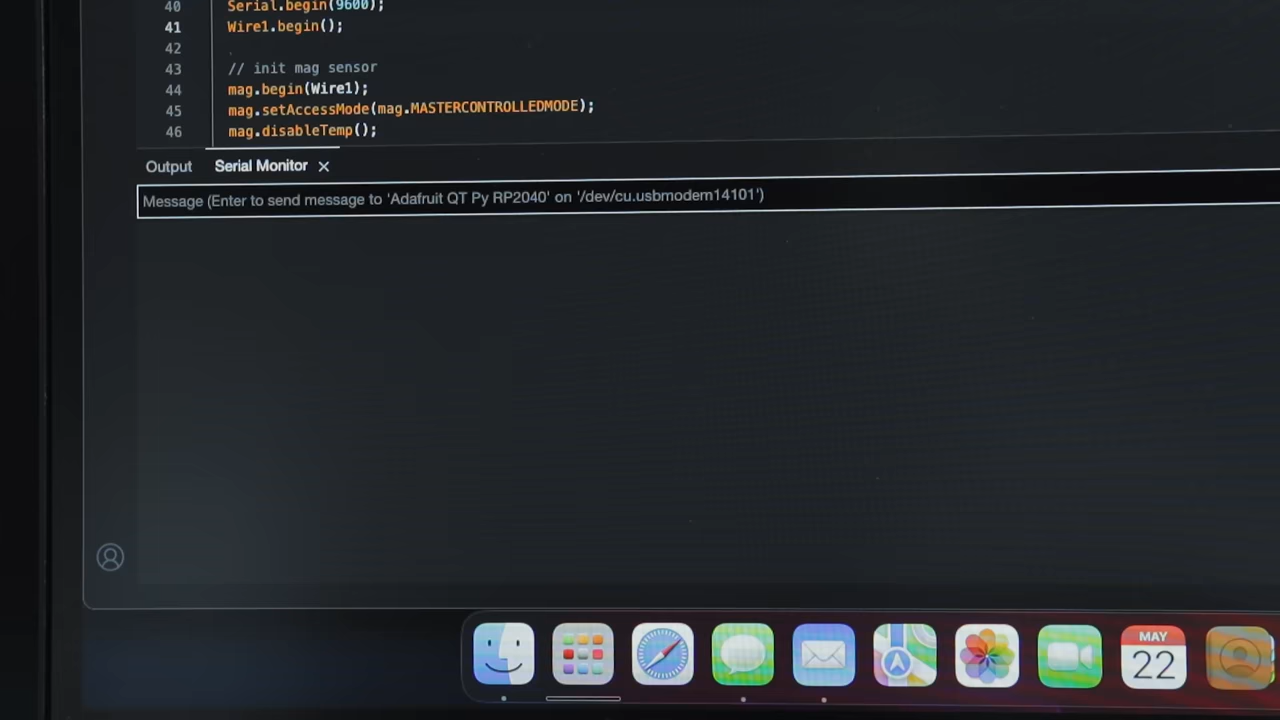 40 Serial.begin(9600);
41 Wire1.begin();
42
43 // init mag sensor
44 mag.begin(Wire1);
45 mag.setAccessMode(mag.MASTERCONTROLLEDMODE);
46 mag.disableTemp();
Output Serial Monitor
Message (Enter to send message to 'Adafruit QT Py RP2040' on '/dev/cu.usbmodem14101')
MAY
22